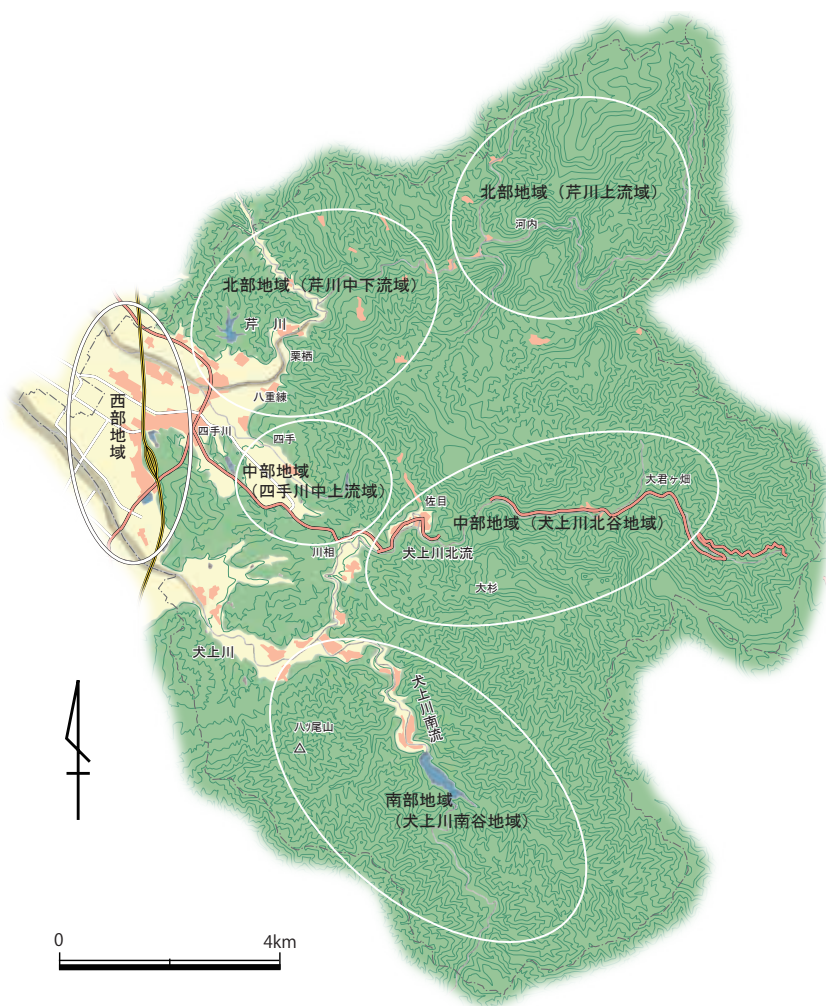 北部地域（芹川上流域）
河内
北部地域（芹川中下流域）
芹　川
栗栖
八重練
西部地域
四手川
四手
中部地域
（四手川中上流域）
大君ヶ畑
佐目
中部地域（犬上川北谷地域）
川相
犬上川北流
大杉
犬上川
犬上川南流
八ツ尾山
南部地域
（犬上川南谷地域）
0
4km